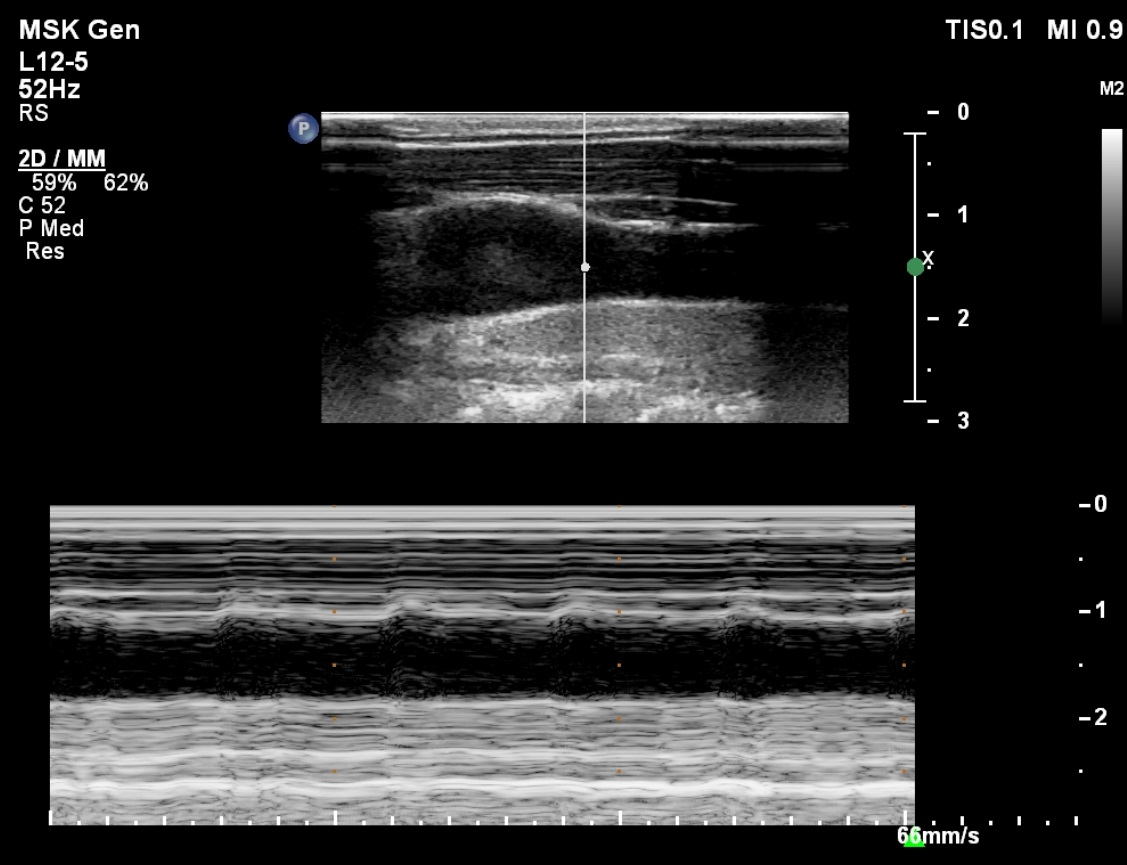 MSK Gen
TIS0.1 MI 0.9
L12-5
52Hz
RS
M2
P
2D / MM
59% 62%
C 52
P Med
Res
0
1
X
2
3
0
1
2
66mm/s